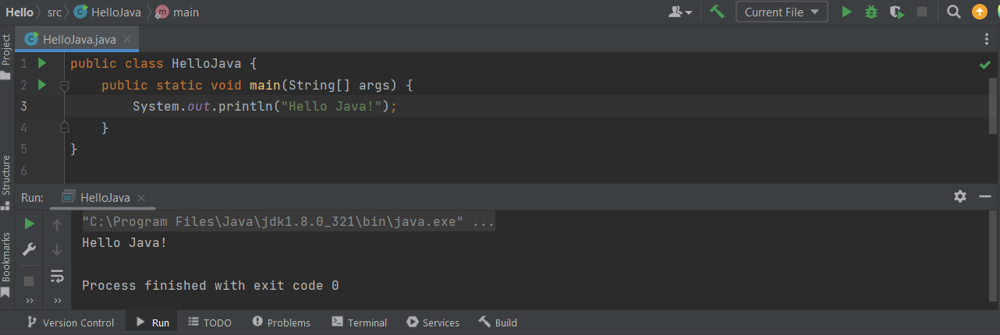 Hello src HelloJava main
Current File
Project
HelloJava.java
1 public class HelloJava {
2 public static void main(String[] args) {
3 System.out.println("Hello Java!");
4 }
5 }
6
Structure
Bookmarks
Run: HelloJava
"C:\Program Files\Java\jdk1.8.0_321\bin\java.exe" ...
Hello Java!
Process finished with exit code 0
Version Control Run TODO Problems Terminal Services Build